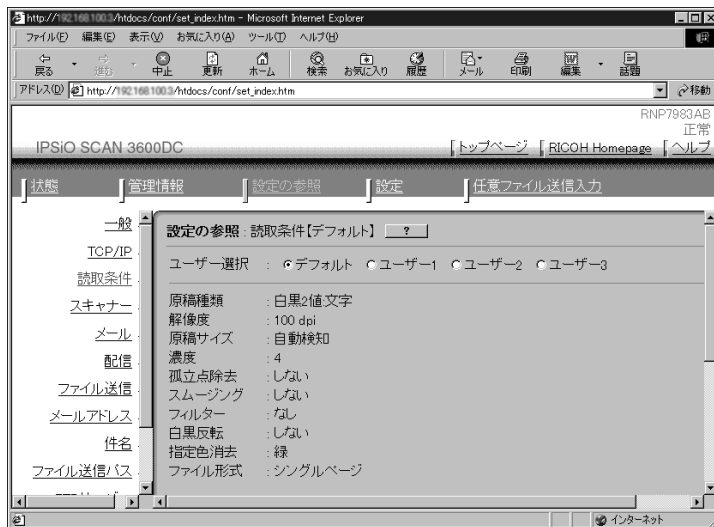 http://192.168.100.3/htdocs/conf/set_index.htm - Microsoft Internet Explorer
ファイル(F) 編集(E) 表示(V) お気に入り(A) ツール(T) ヘルプ(H)
戻る 進む 中止 更新 ホーム 検索 お気に入り 履歴 メール 印刷 編集 話題
アドレス(D) http://192.168.100.3/htdocs/conf/set_index.htm 移動
RNP7983AB
正常
IPSiO SCAN 3600DC
トップページ RICOH Homepage ヘルプ
状態 管理情報 設定の参照 設定 任意ファイル送信入力
一般
TCP/IP
読取条件
スキャナー
メール
配信
ファイル送信
メールアドレス
件名
ファイル送信パス
設定の参照 : 読取条件【デフォルト】 ?
ユーザー選択 : デフォルト ユーザー1 ユーザー2 ユーザー3
原稿種類 : 白黒2値:文字
解像度 : 100 dpi
原稿サイズ : 自動検知
濃度 : 4
孤立点除去 : しない
スムージング : しない
フィルター : なし
白黒反転 : しない
指定色消去 : 緑
ファイル形式 : シングルページ
インターネット